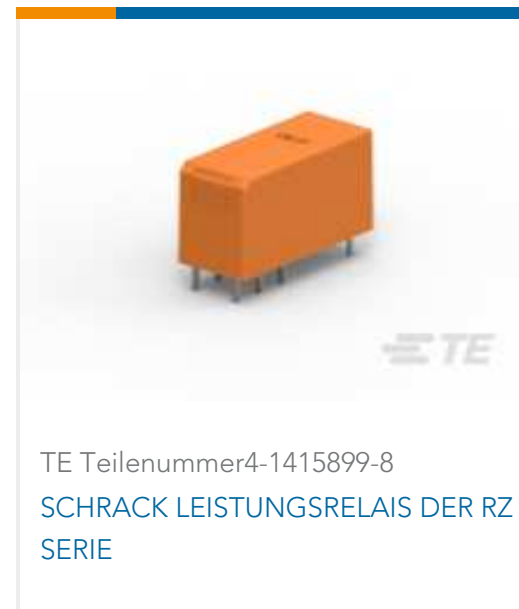 TE
TE Teilenummer4-1415899-8
SCHRACK LEISTUNGSRELAIS DER RZ
SERIE